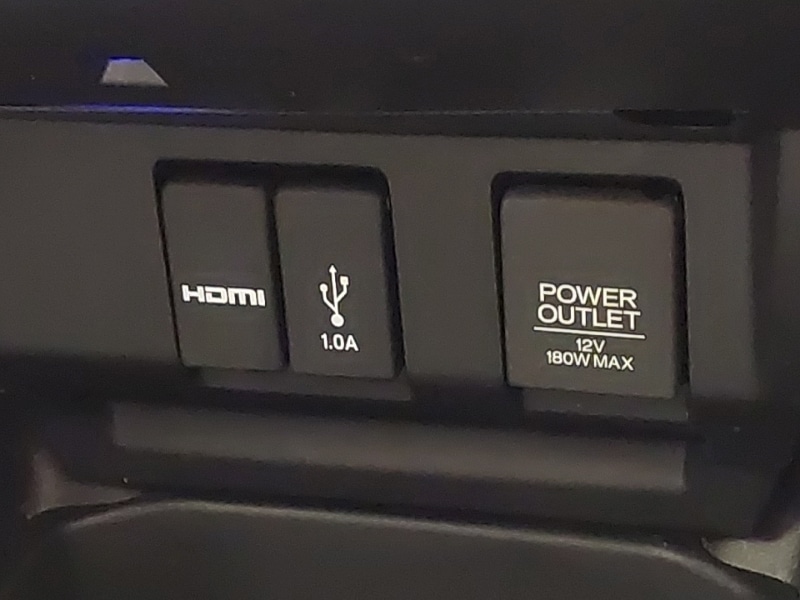 HDMI
1.0A
POWER
OUTLET
12V
180W MAX